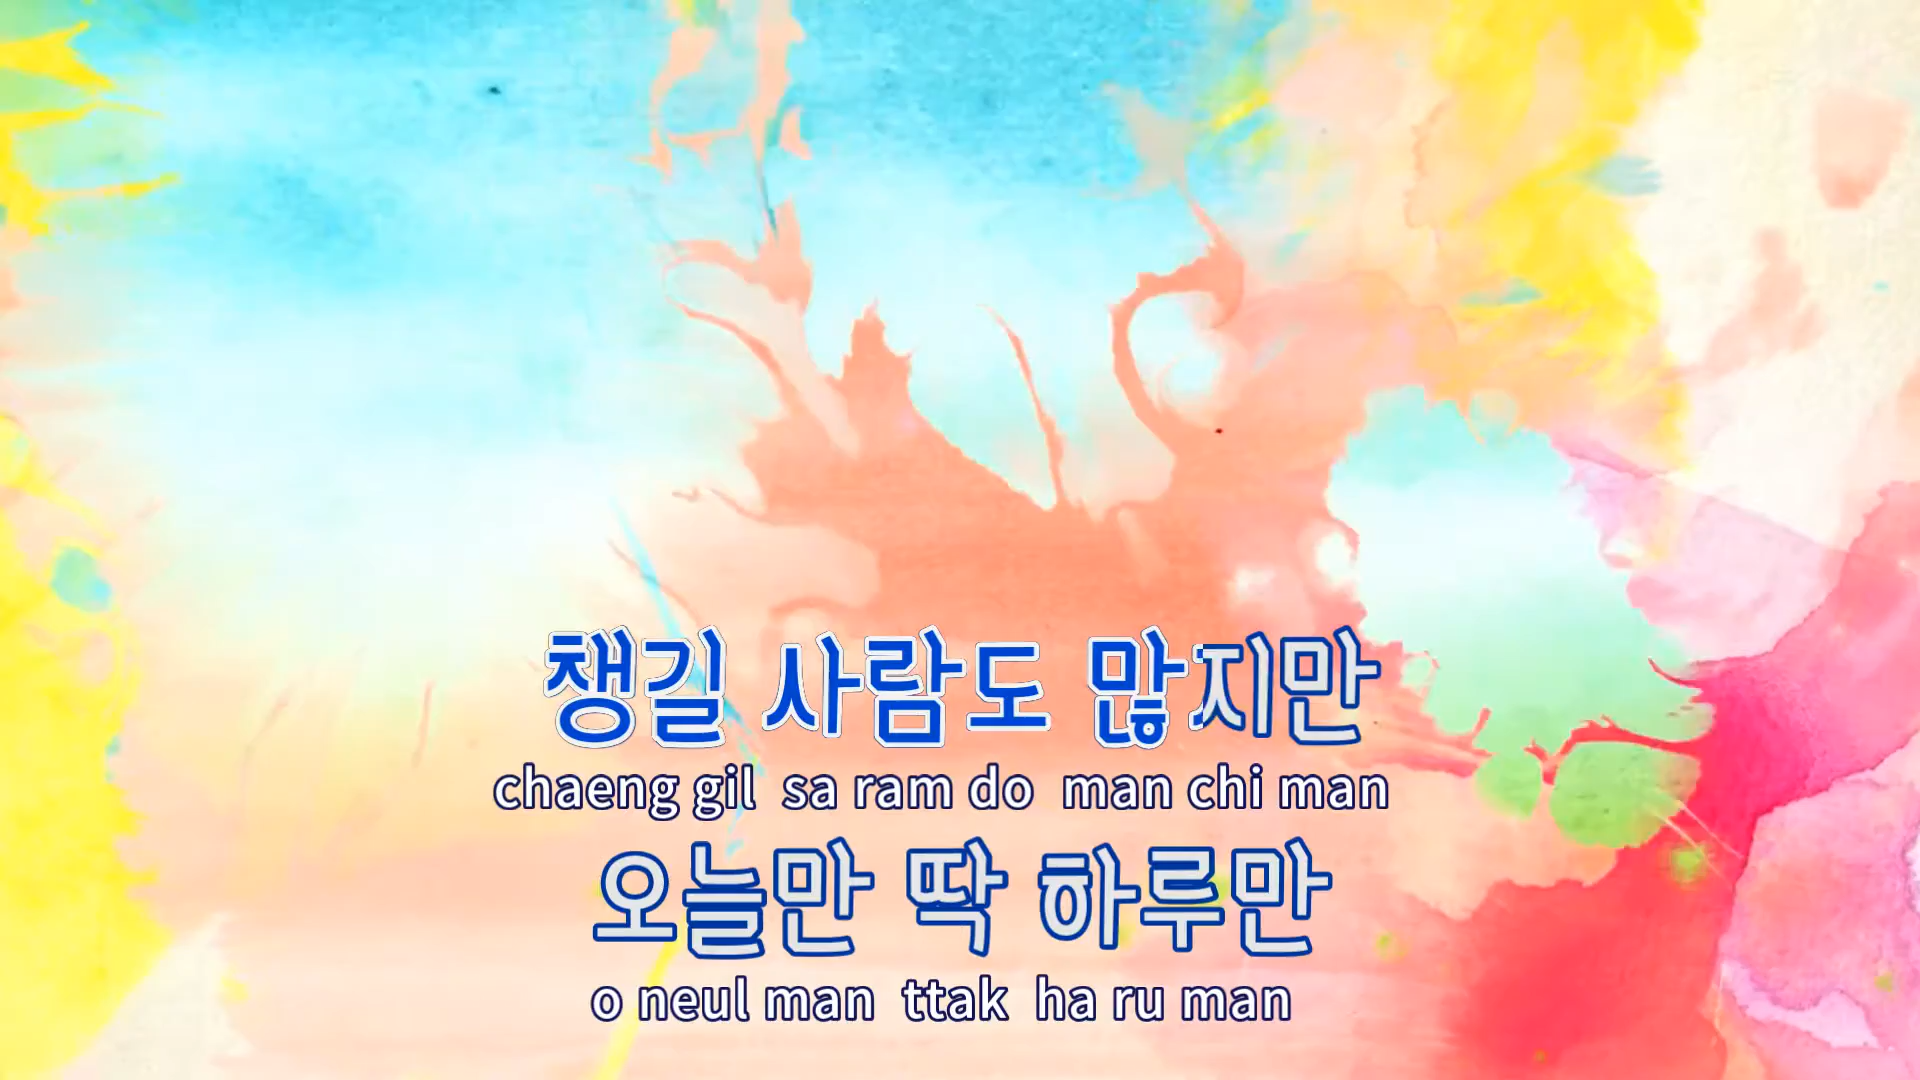 챙길 사람도 많지만
chaeng gil sa ram do man chi man
오늘만 딱 하루만
o neul man ttak ha ru man